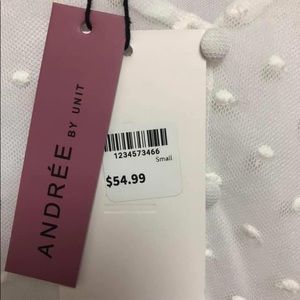 ANDRÉE BY UNIT
1234573466
Small
$54.99